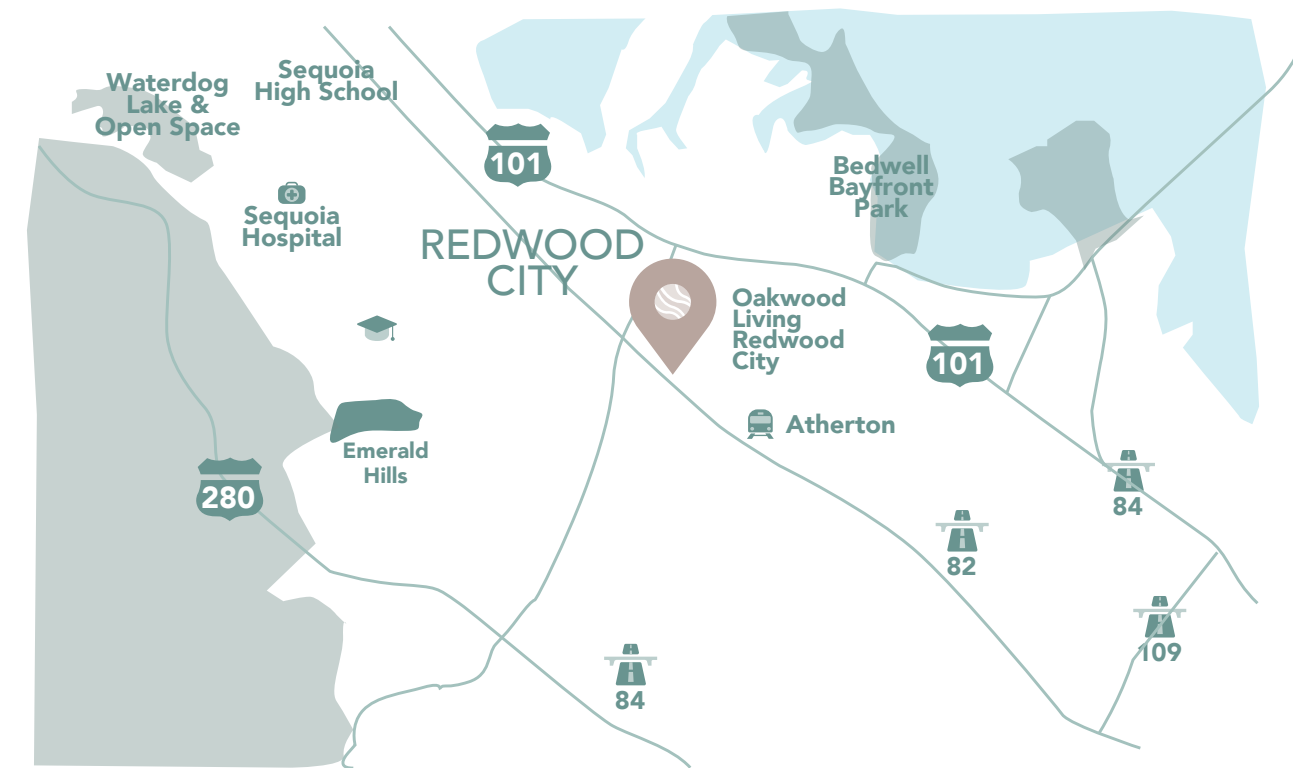 Waterdog
Lake &
Open Space
Sequoia
High School
101
Bedwell
Bayfront
Park
Sequoia
Hospital
REDWOOD
CITY
Oakwood
Living
Redwood
City
101
Atherton
Emerald
Hills
280
84
82
109
84